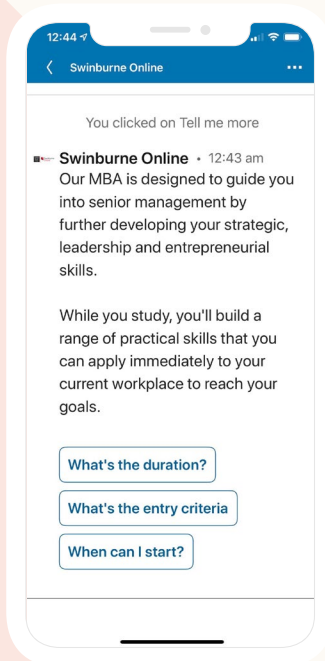 12:44
Swinburne Online
You clicked on Tell me more
Swinburne Online • 12:43 am
Our MBA is designed to guide you
into senior management by
further developing your strategic,
leadership and entrepreneurial
skills.
While you study, you'll build a
range of practical skills that you
can apply immediately to your
current workplace to reach your
goals.
What's the duration?
What's the entry criteria
When can I start?